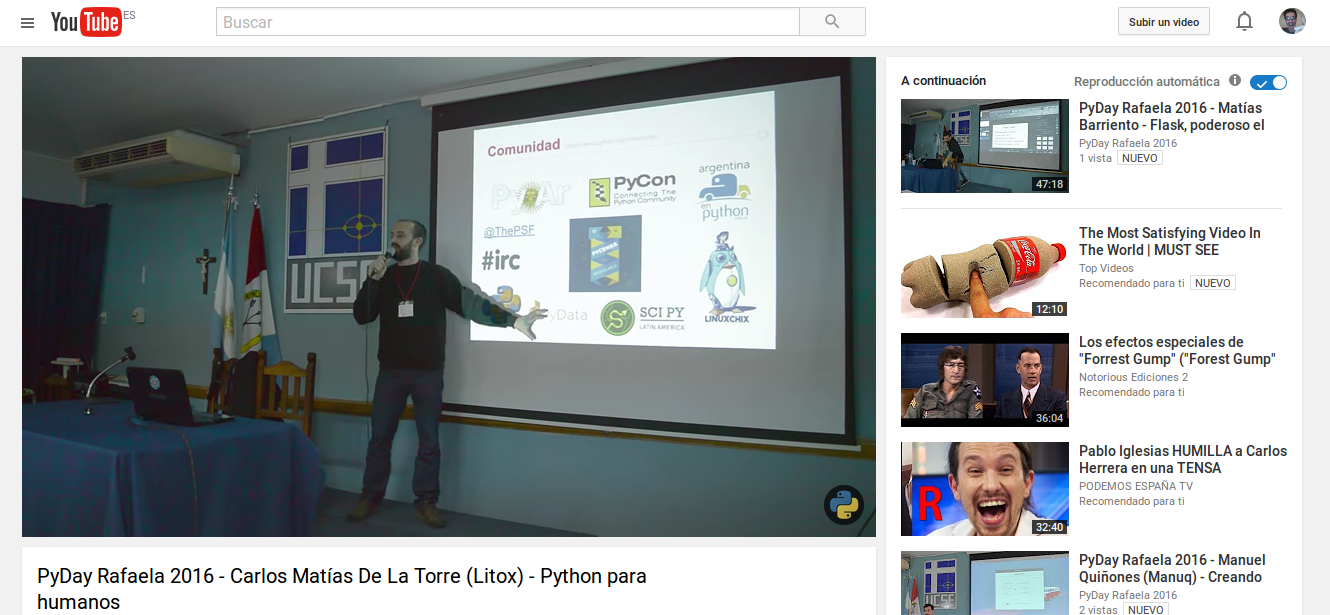 YouTube ES
Buscar
Subir un video
Comunidad
PyAr
PyCon
Connecting The
Python Community
argentina
en
python
@ThePSF
#irc
PyData
SCI PY
LATIN AMERICA
LINUXCHIX
UCSE
PyDay Rafaela 2016 - Carlos Matías De La Torre (Litox) - Python para
humanos
A continuación
Reproducción automática
PyDay Rafaela 2016 - Matías
Barriento - Flask, poderoso el
PyDay Rafaela 2016
1 vista NUEVO
47:18
The Most Satisfying Video In
The World | MUST SEE
Top Videos
Recomendado para ti NUEVO
Coca-Cola
12:10
Los efectos especiales de
"Forrest Gump" ("Forest Gump"
Notorious Ediciones 2
Recomendado para ti
36:04
Pablo Iglesias HUMILLA a Carlos
Herrera en una TENSA
PODEMOS ESPAÑA TV
Recomendado para ti
R
32:40
PyDay Rafaela 2016 - Manuel
Quiñones (Manuq) - Creando
PyDay Rafaela 2016
2 vistas NUEVO
UCSE